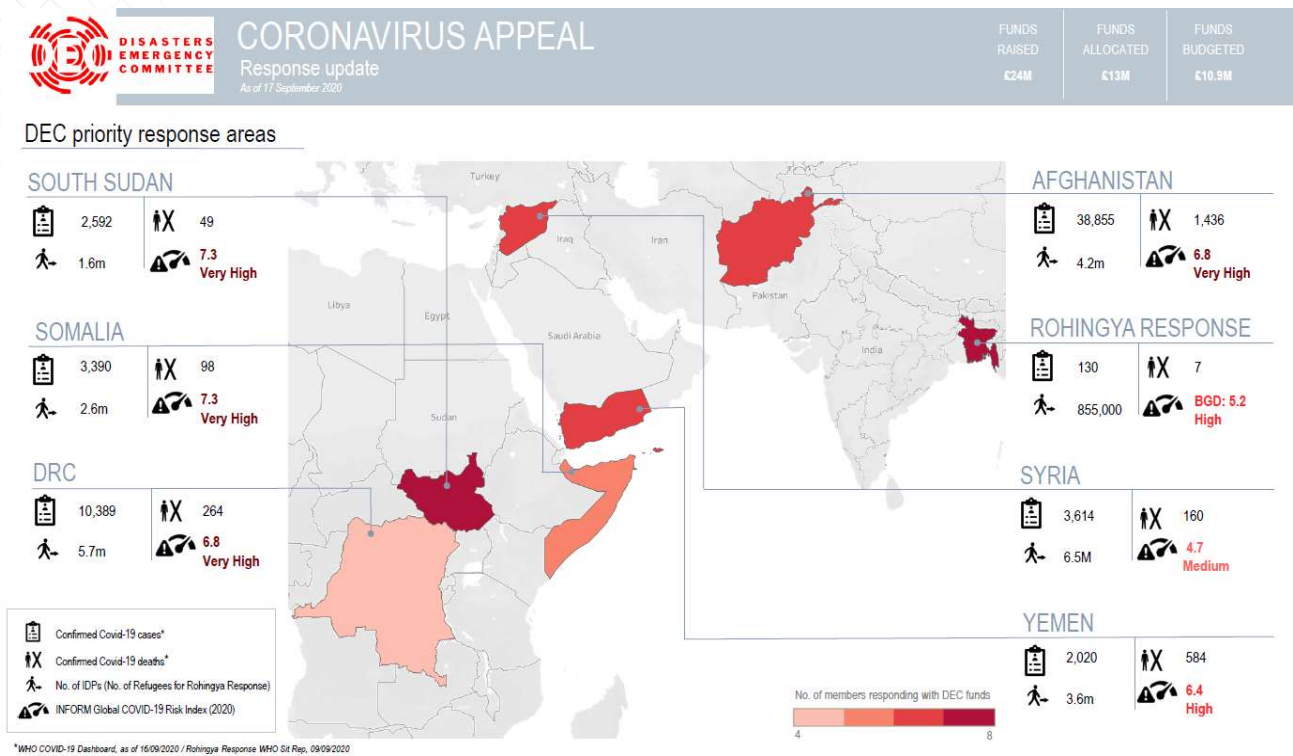 DEC
DISASTERS
EMERGENCY
COMMITTEE
CORONAVIRUS APPEAL
Response update
As of 17 September 2020
FUNDS
RAISED
£24M
FUNDS
ALLOCATED
£13M
FUNDS
BUDGETED
£10.9M
DEC priority response areas
SOUTH SUDAN
2,592
49
1.6m
7.3
Very High
SOMALIA
3,390
98
2.6m
7.3
Very High
DRC
10,389
264
5.7m
6.8
Very High
Confirmed Covid-19 cases*
Confirmed Covid-19 deaths*
No. of IDPs (No. of Refugees for Rohingya Response)
INFORM Global COVID-19 Risk Index (2020)
*WHO COVID-19 Dashboard, as of 16/09/2020 / Rohingya Response WHO Sit Rep, 09/09/2020
Turkey
Iraq
Iran
Libya
Egypt
Saudi Arabia
Pakistan
India
Sudan
No. of members responding with DEC funds
4
8
AFGHANISTAN
38,855
1,436
4.2m
6.8
Very High
ROHINGYA RESPONSE
130
7
855,000
BGD: 5.2
High
SYRIA
3,614
160
6.5M
4.7
Medium
YEMEN
2,020
584
3.6m
6.4
High